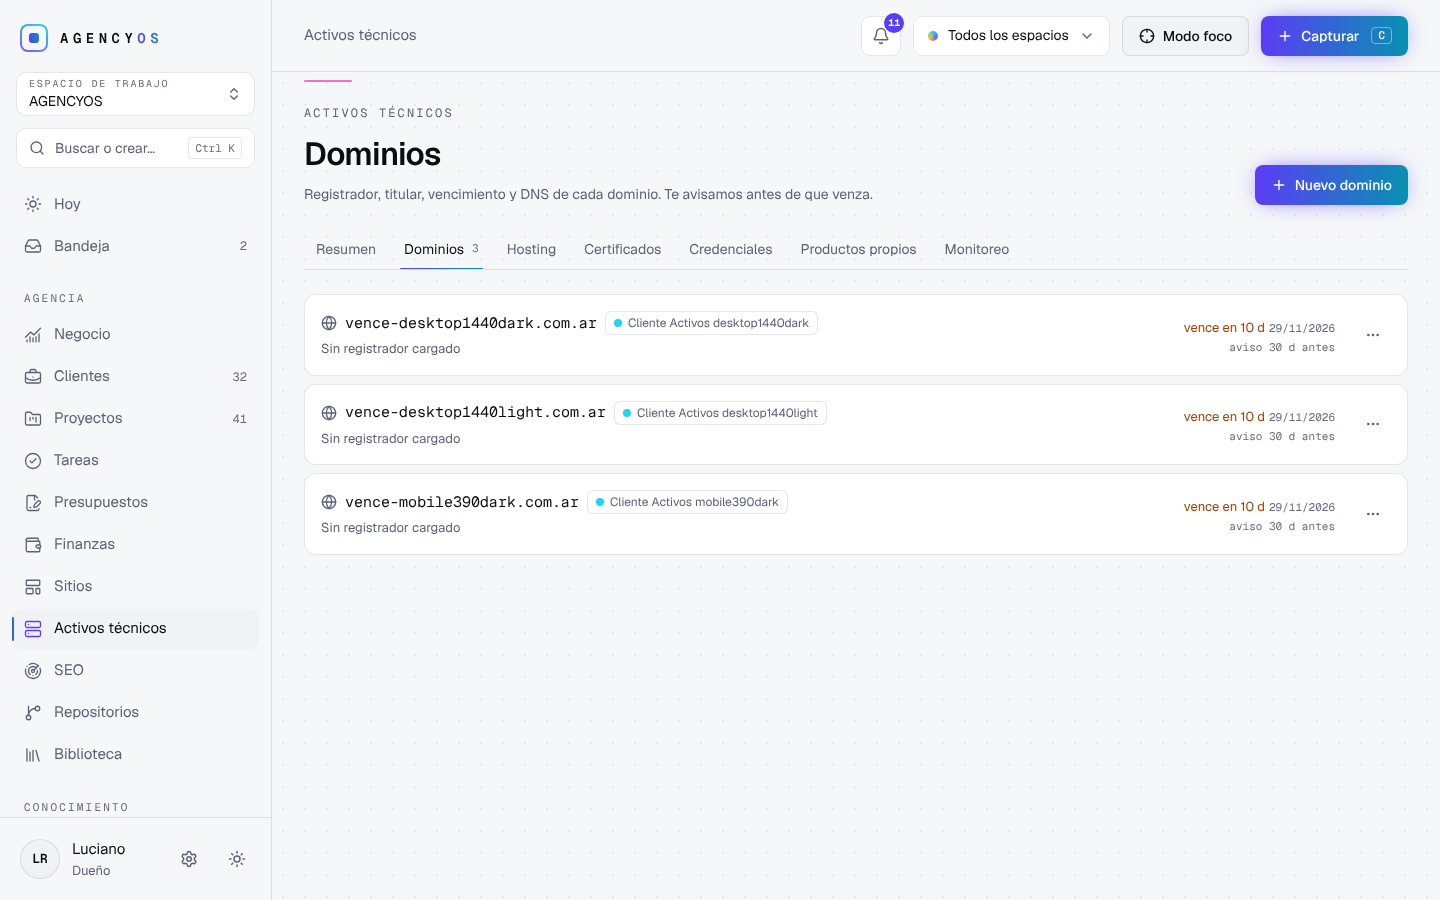 AGENCYOS
ESPACIO DE TRABAJO
AGENCYOS
Buscar o crear... Ctrl K
Hoy
Bandeja 2
AGENCIA
Negocio
Clientes 32
Proyectos 41
Tareas
Presupuestos
Finanzas
Sitios
Activos técnicos
SEO
Repositorios
Biblioteca
CONOCIMIENTO
LR Luciano
Dueño
Activos técnicos
11
Todos los espacios
Modo foco
Capturar C
ACTIVOS TÉCNICOS
Dominios
Registrador, titular, vencimiento y DNS de cada dominio. Te avisamos antes de que venza.
Nuevo dominio
Resumen Dominios 3 Hosting Certificados Credenciales Productos propios Monitoreo
vence-desktop1440dark.com.ar Cliente Activos desktop1440dark
Sin registrador cargado
vence en 10 d 29/11/2026
aviso 30 d antes
vence-desktop1440light.com.ar Cliente Activos desktop1440light
Sin registrador cargado
vence en 10 d 29/11/2026
aviso 30 d antes
vence-mobile390dark.com.ar Cliente Activos mobile390dark
Sin registrador cargado
vence en 10 d 29/11/2026
aviso 30 d antes